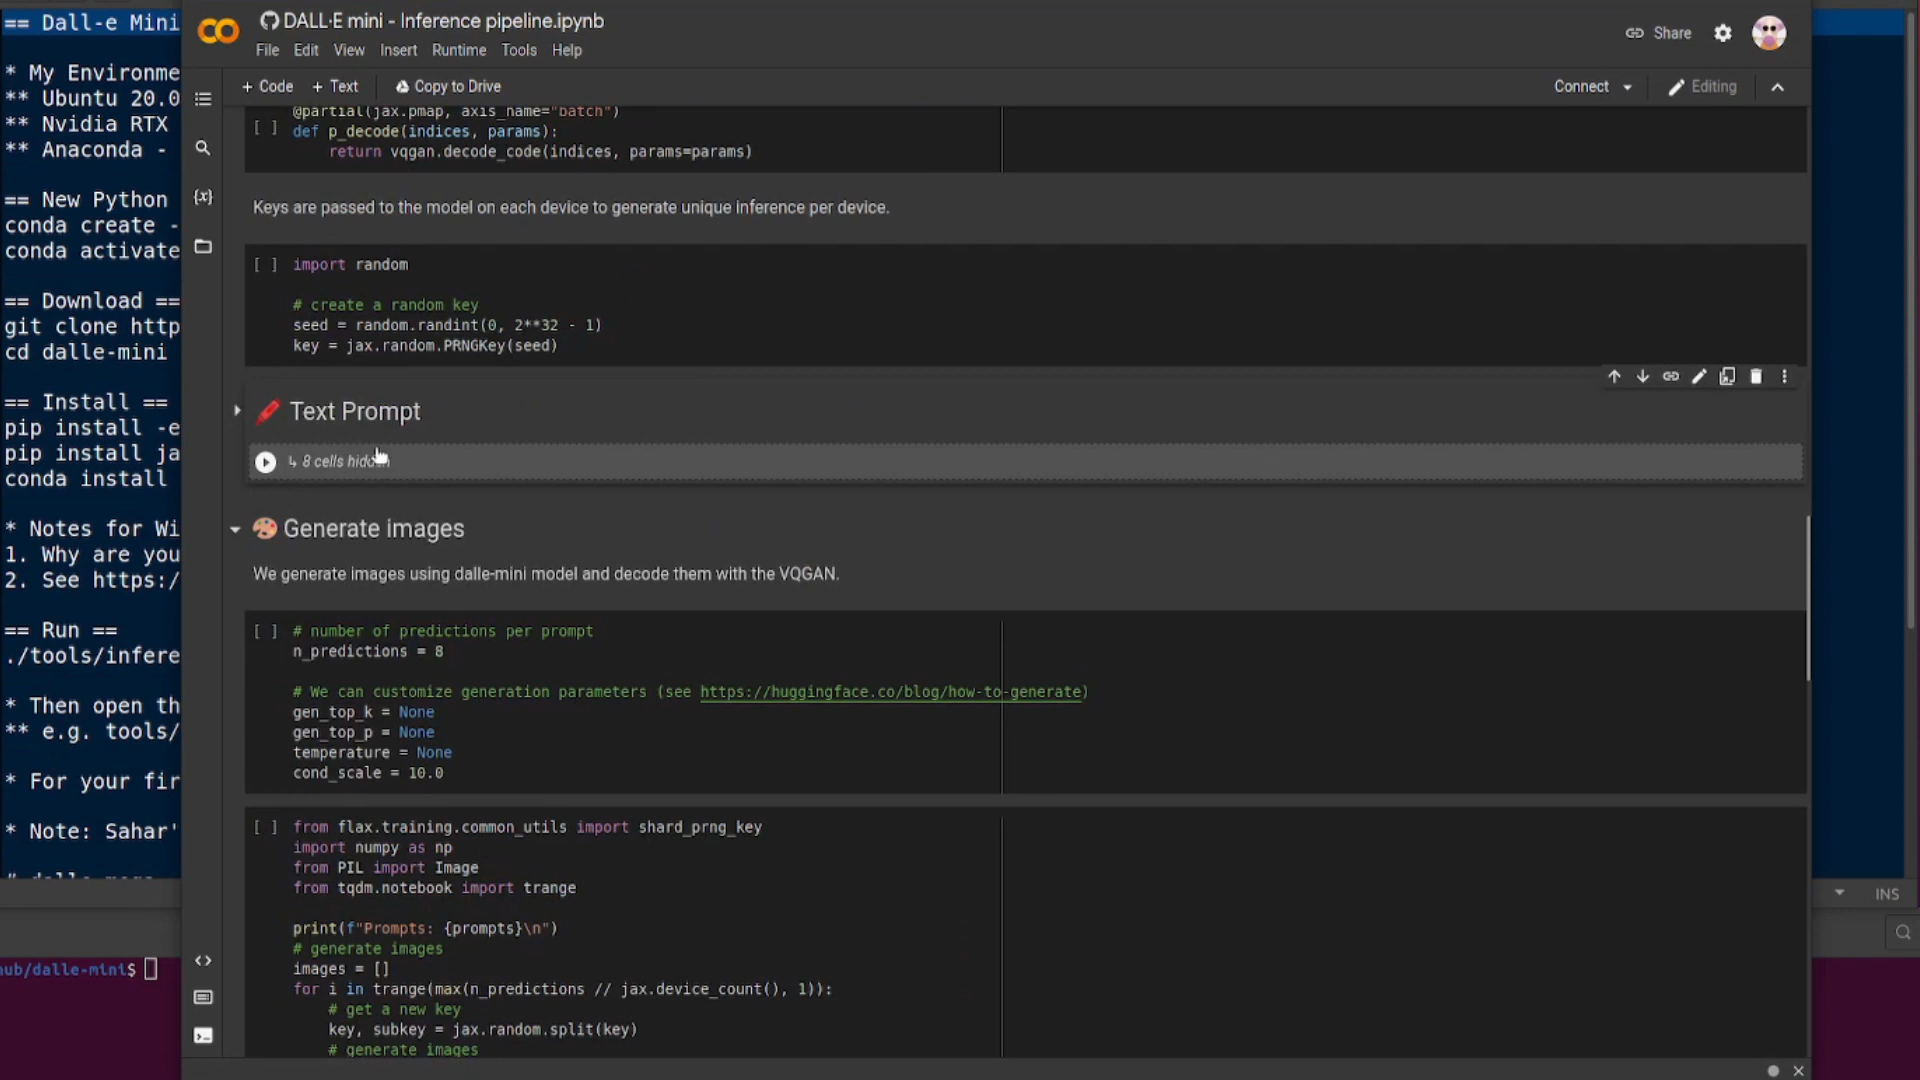 == Dall-e Mini
* My Environme
** Ubuntu 20.0
** Nvidia RTX
** Anaconda -
== New Python
conda create -
conda activate
== Download ==
git clone http
cd dalle-mini
== Install ==
pip install -e
pip install ja
conda install
* Notes for Wi
1. Why are you
2. See https:/
== Run ==
./tools/infere
* Then open th
** e.g. tools/
* For your fir
* Note: Sahar'
# dalle-mega
hub/dalle-mini$
DALL·E mini - Inference pipeline.ipynb
File Edit View Insert Runtime Tools Help
Share
+ Code + Text Copy to Drive
Connect
Editing
@partial(jax.pmap, axis_name="batch")
[ ] def p_decode(indices, params):
return vqgan.decode_code(indices, params=params)
Keys are passed to the model on each device to generate unique inference per device.
[ ] import random
# create a random key
seed = random.randint(0, 2**32 - 1)
key = jax.random.PRNGKey(seed)
Text Prompt
↳ 8 cells hidden
Generate images
We generate images using dalle-mini model and decode them with the VQGAN.
[ ] # number of predictions per prompt
n_predictions = 8
# We can customize generation parameters (see https://huggingface.co/blog/how-to-generate)
gen_top_k = None
gen_top_p = None
temperature = None
cond_scale = 10.0
[ ] from flax.training.common_utils import shard_prng_key
import numpy as np
from PIL import Image
from tqdm.notebook import trange
print(f"Prompts: {prompts}\n")
# generate images
images = []
for i in trange(max(n_predictions // jax.device_count(), 1)):
# get a new key
key, subkey = jax.random.split(key)
# generate images
{x}
<>
INS